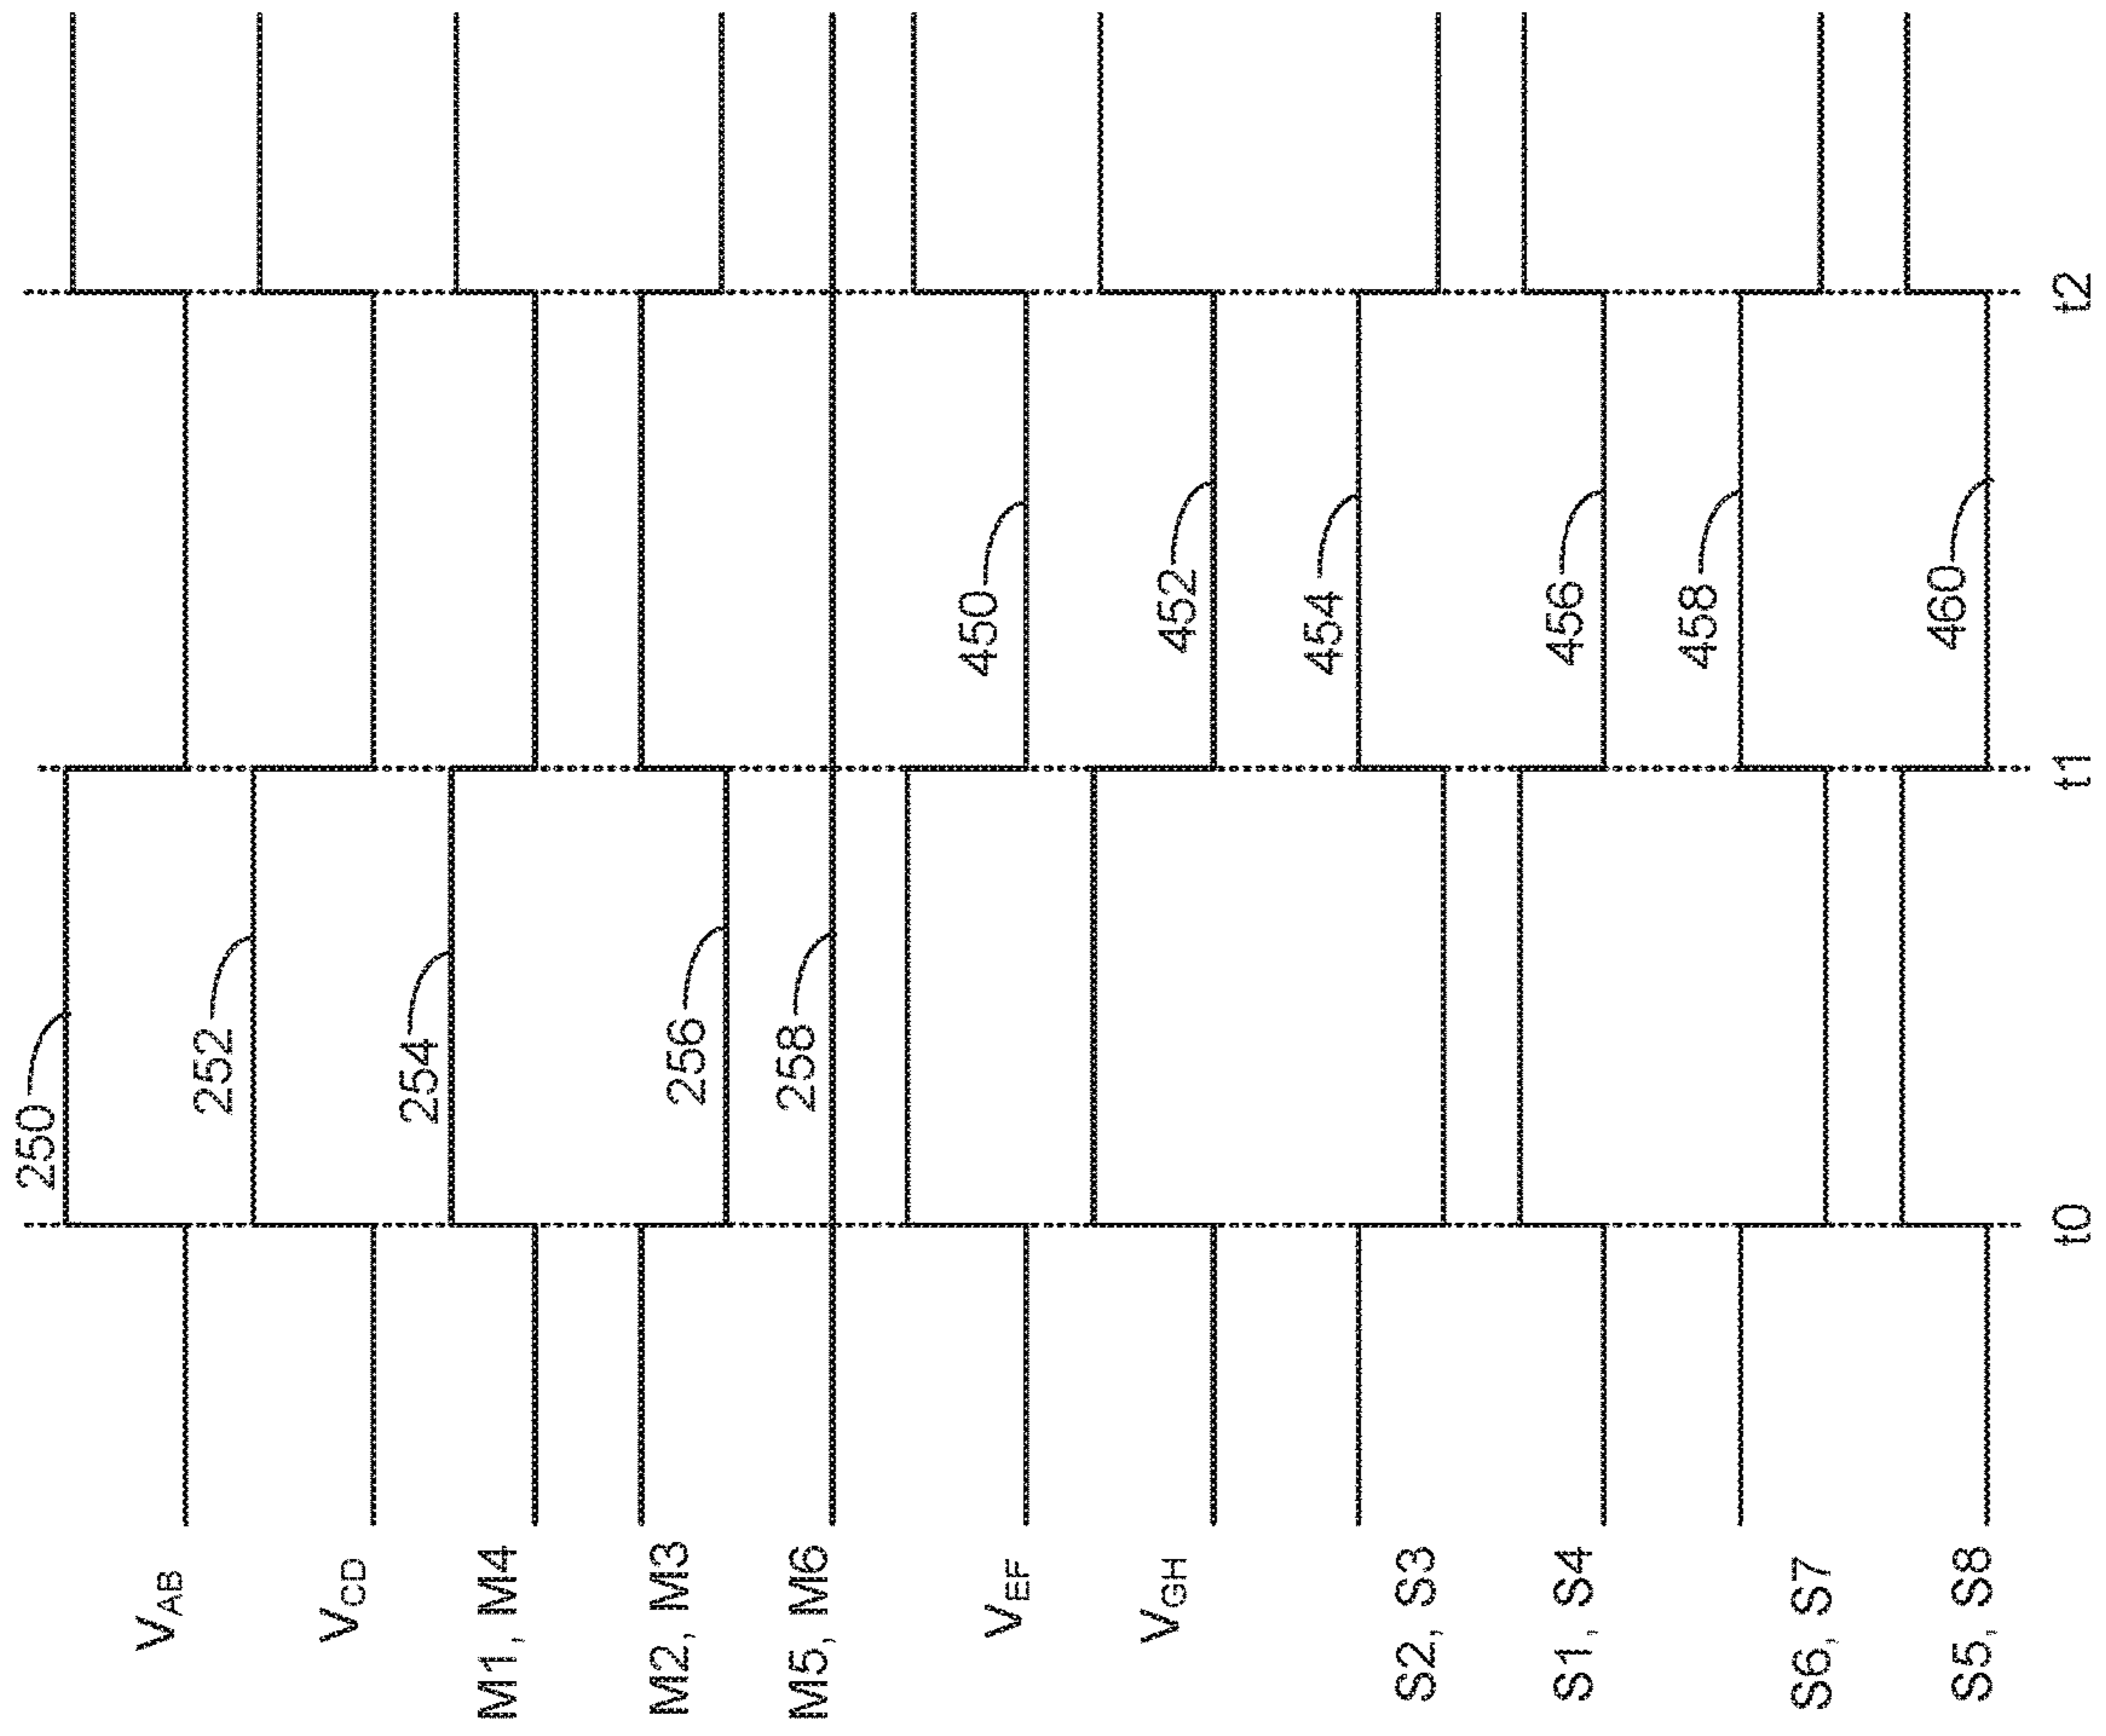 V_AB
250
V_CD
252
M1, M4
254
M2, M3
256
M5, M6
258
V_EF
450
V_GH
452
S2, S3
454
S1, S4
456
S6, S7
458
S5, S8
460
t0
t1
t2